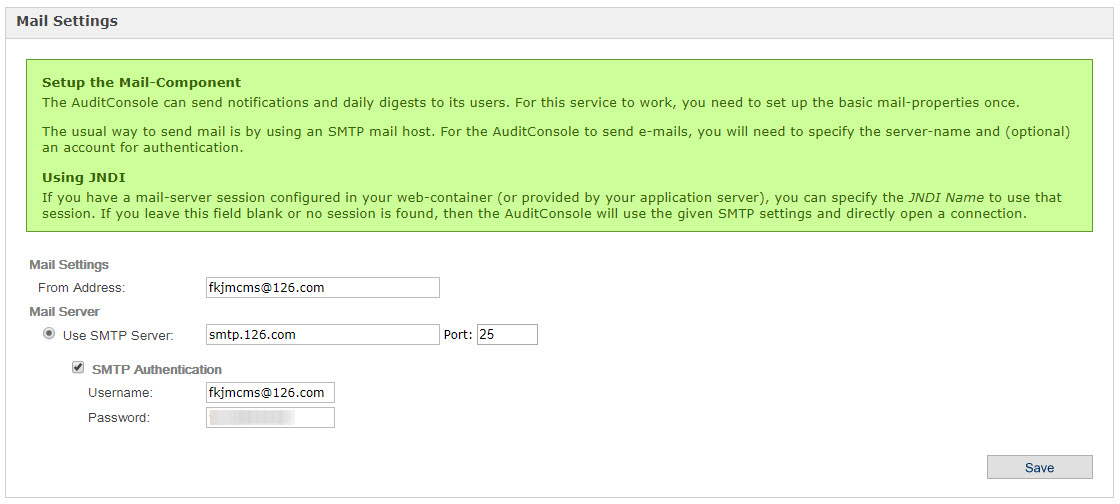 Mail Settings
Setup the Mail-Component
The AuditConsole can send notifications and daily digests to its users. For this service to work, you need to set up the basic mail-properties once.
The usual way to send mail is by using an SMTP mail host. For the AuditConsole to send e-mails, you will need to specify the server-name and (optional)
an account for authentication.
Using JNDI
If you have a mail-server session configured in your web-container (or provided by your application server), you can specify the JNDI Name to use that
session. If you leave this field blank or no session is found, then the AuditConsole will use the given SMTP settings and directly open a connection.
Mail Settings
From Address: fkjmcms@126.com
Mail Server
Use SMTP Server: smtp.126.com Port: 25
SMTP Authentication
Username: fkjmcms@126.com
Password:
Save